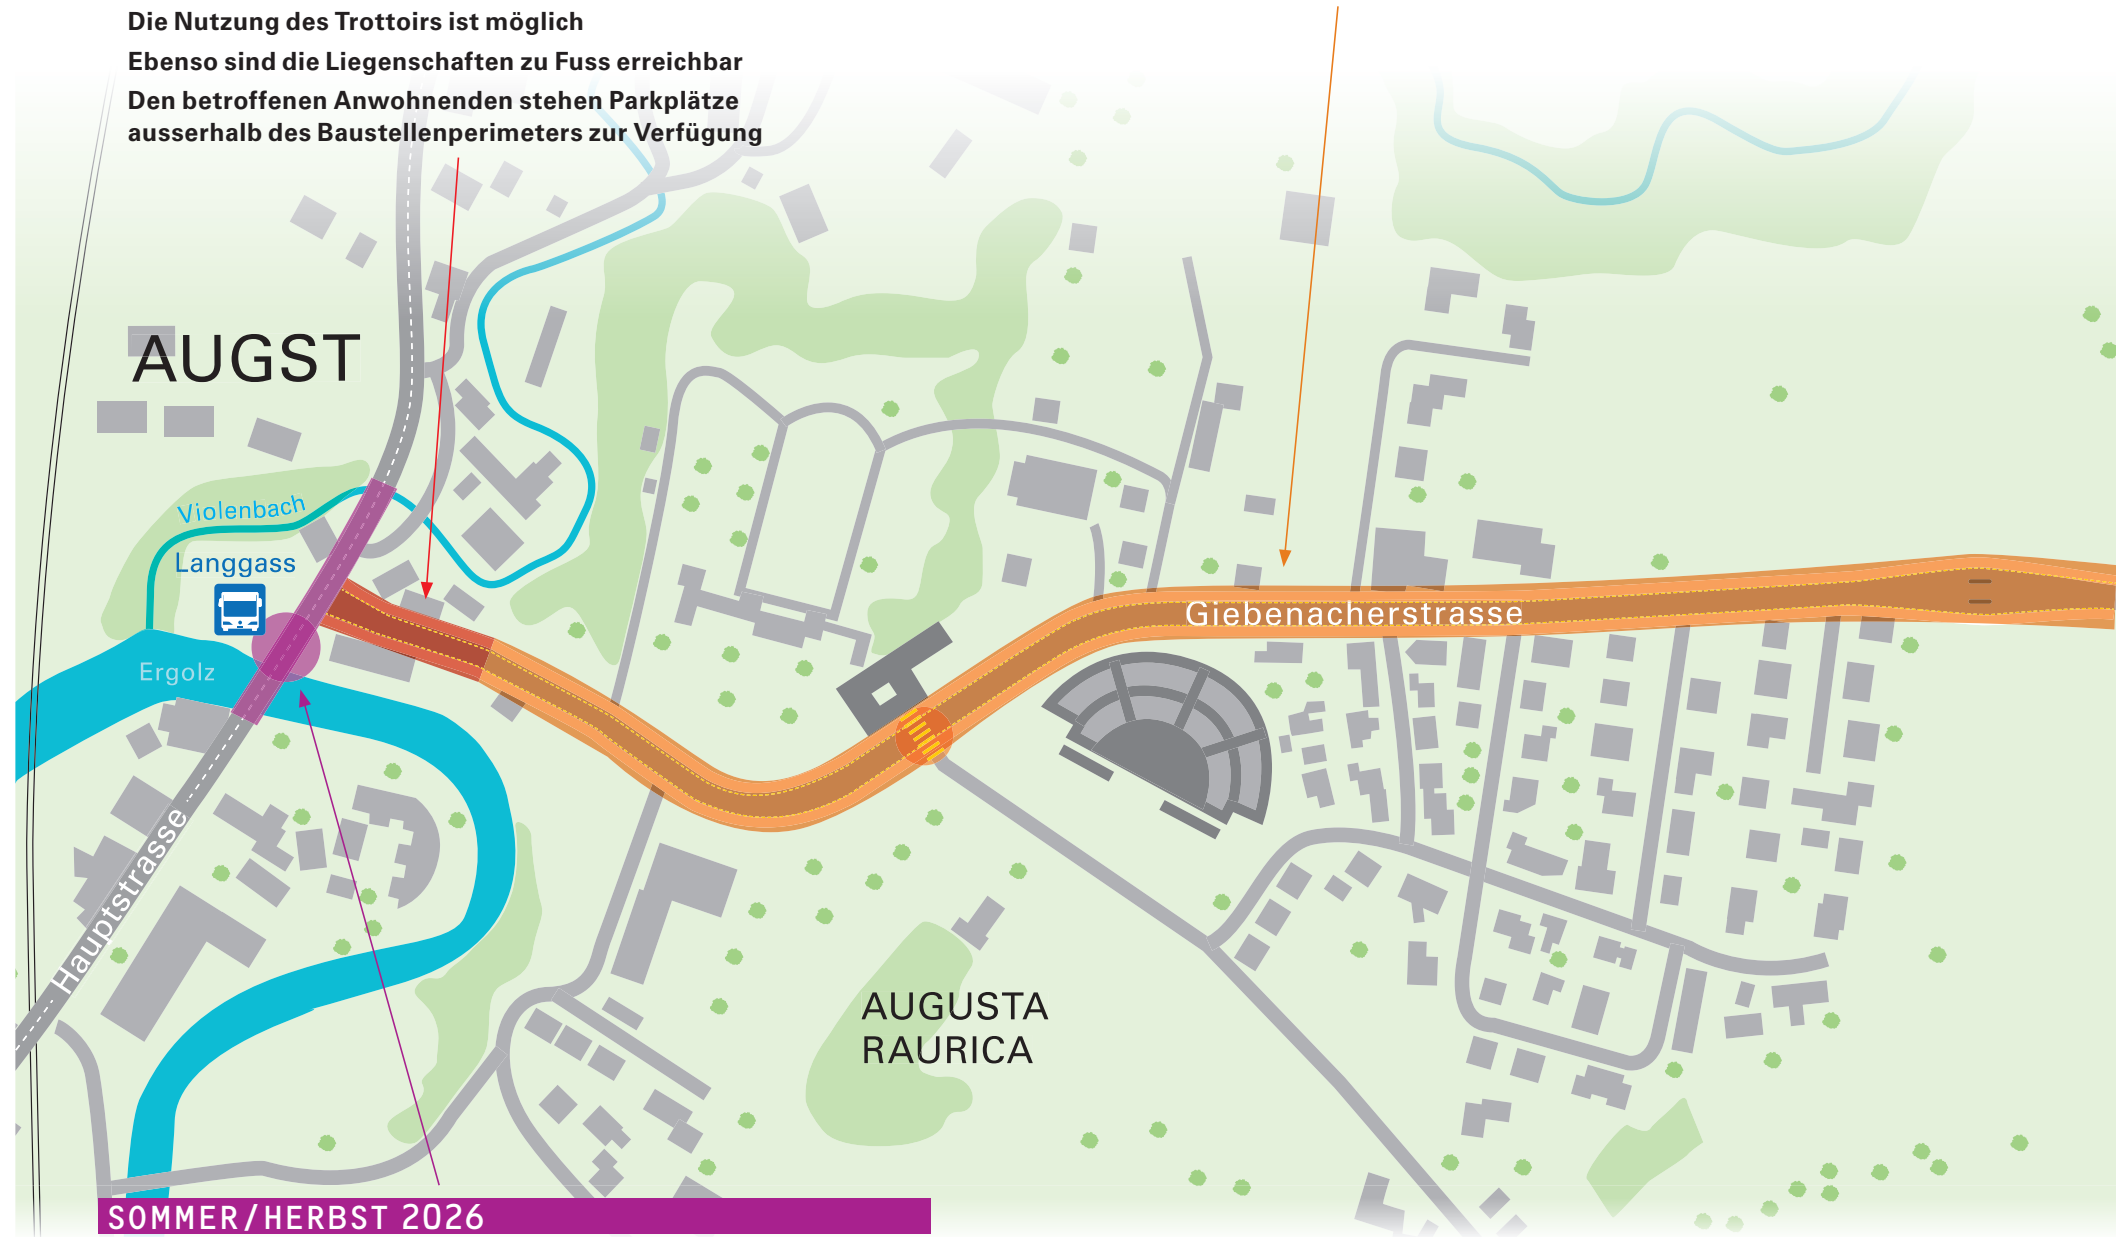 Die Nutzung des Trottoirs ist möglich
Ebenso sind die Liegenschaften zu Fuss erreichbar
Den betroffenen Anwohnenden stehen Parkplätze
ausserhalb des Baustellenperimeters zur Verfügung
AUGST
Violenbach
Langgass
Giebenacherstrasse
Ergolz
Hauptstrasse
AUGUSTA
RAURICA
SOMMER/HERBST 2026